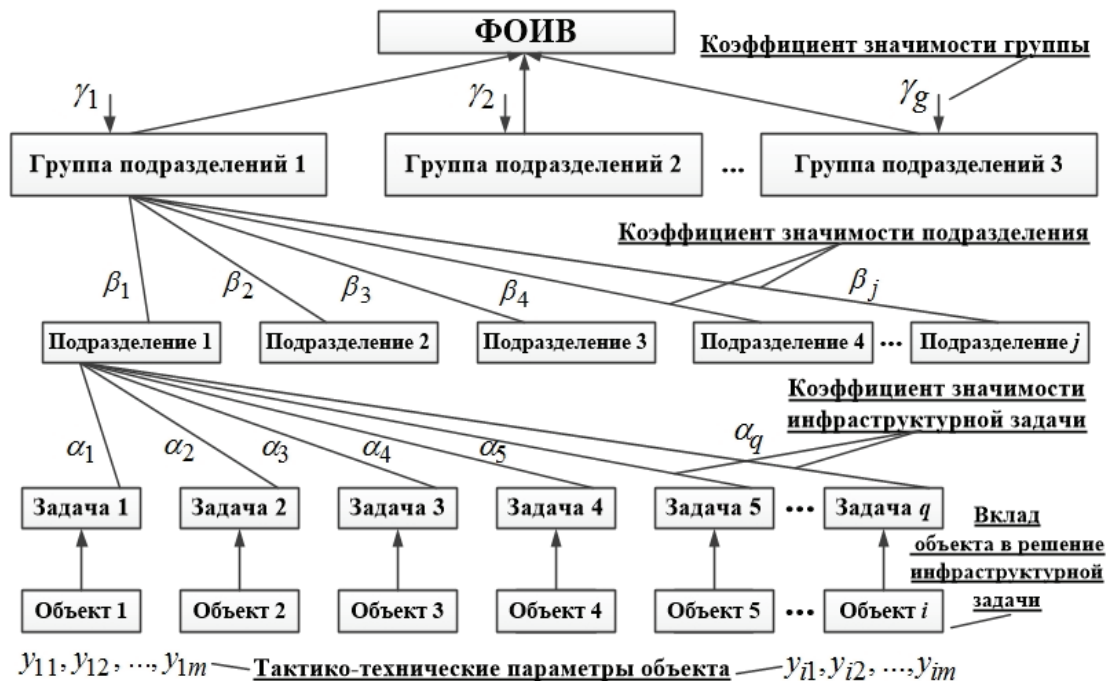 ФОИВ
Коэффициент значимости группы
γ1
γ2
γg
Группа подразделений 1
Группа подразделений 2
...
Группа подразделений 3
Коэффициент значимости подразделения
β1
β2
β3
β4
βj
Подразделение 1
Подразделение 2
Подразделение 3
Подразделение 4
...
Подразделение j
Коэффициент значимости
инфраструктурной задачи
α1
α2
α3
α4
α5
αq
Задача 1
Задача 2
Задача 3
Задача 4
Задача 5
...
Задача q
Вклад
объекта в решение
инфраструктурной
задачи
Объект 1
Объект 2
Объект 3
Объект 4
Объект 5
...
Объект i
y11, y12, ..., y1m
Тактико-технические параметры объекта
yi1, yi2, ..., yim